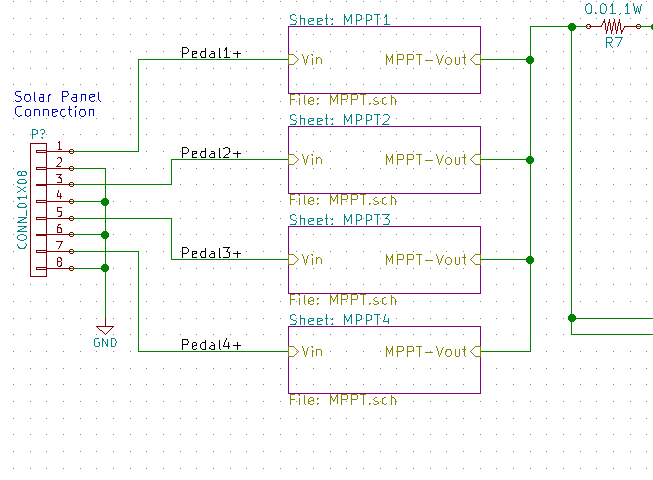 0.01,1W
R7
Sheet: MPPT1
Pedal1+
Vin
MPPT-Vout
File: MPPT.sch
Solar Panel
Connection
P?
CONN_01X08
1
2
3
4
5
6
7
8
GND
Sheet: MPPT2
Pedal2+
Vin
MPPT-Vout
File: MPPT.sch
Sheet: MPPT3
Pedal3+
Vin
MPPT-Vout
File: MPPT.sch
Sheet: MPPT4
Pedal4+
Vin
MPPT-Vout
File: MPPT.sch